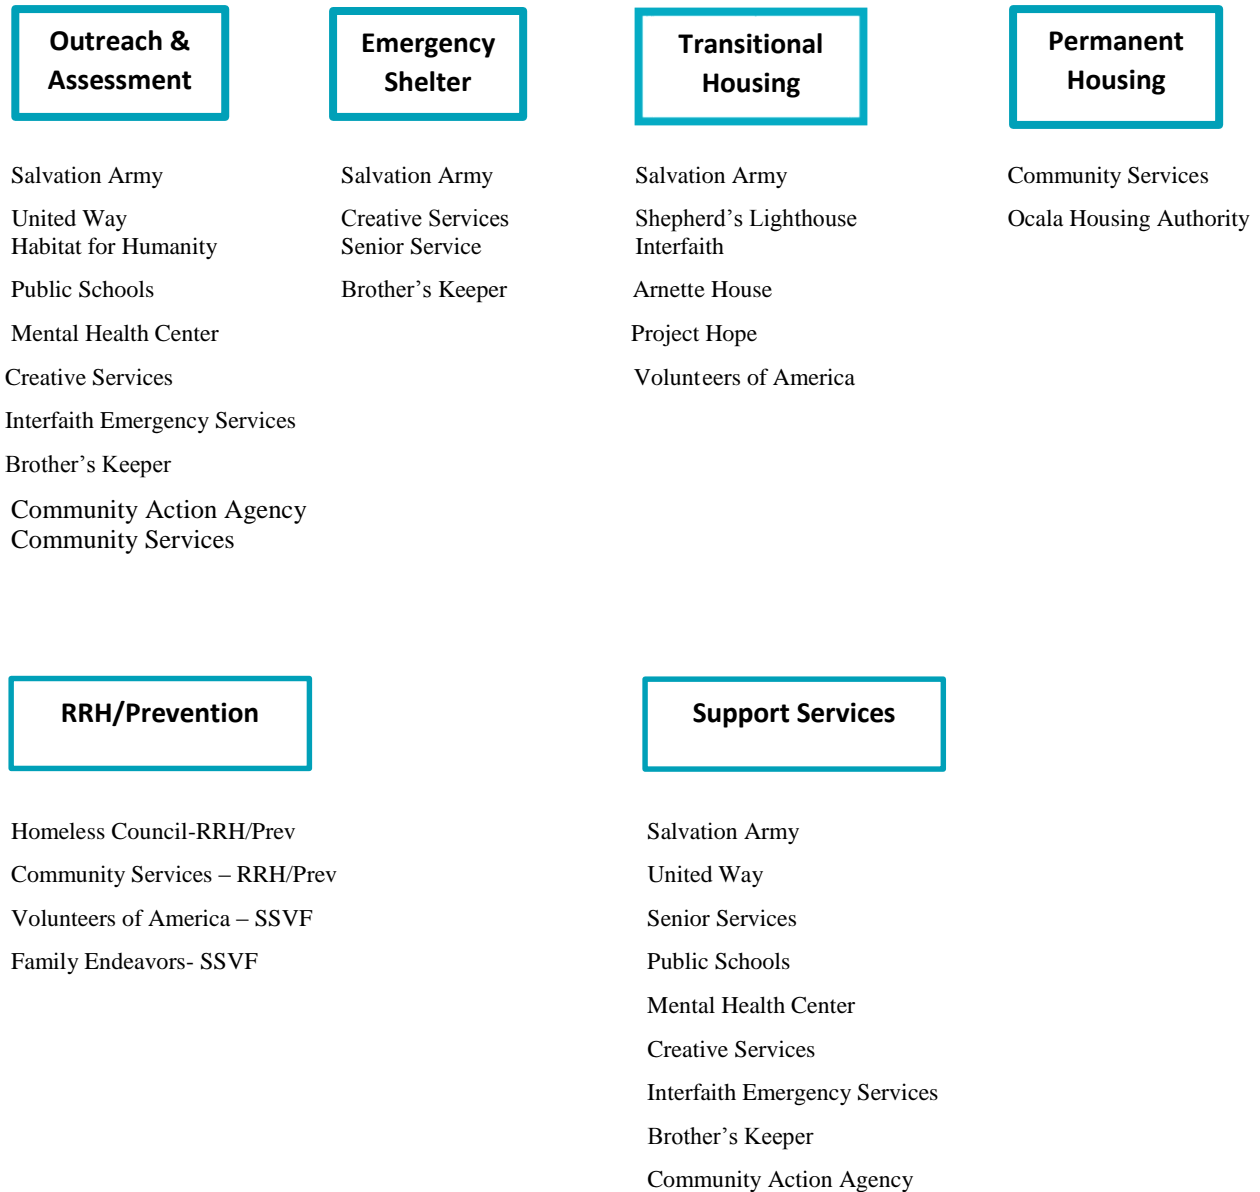 Outreach &
Assessment
Salvation Army
United Way
Habitat for Humanity
Public Schools
Mental Health Center
Creative Services
Interfaith Emergency Services
Brother’s Keeper
Community Action Agency
Community Services
Emergency
Shelter
Salvation Army
Creative Services
Senior Service
Brother’s Keeper
Transitional
Housing
Salvation Army
Shepherd’s Lighthouse
Interfaith
Arnette House
Project Hope
Volunteers of America
Permanent
Housing
Community Services
Ocala Housing Authority
RRH/Prevention
Homeless Council-RRH/Prev
Community Services – RRH/Prev
Volunteers of America – SSVF
Family Endeavors- SSVF
Support Services
Salvation Army
United Way
Senior Services
Public Schools
Mental Health Center
Creative Services
Interfaith Emergency Services
Brother’s Keeper
Community Action Agency